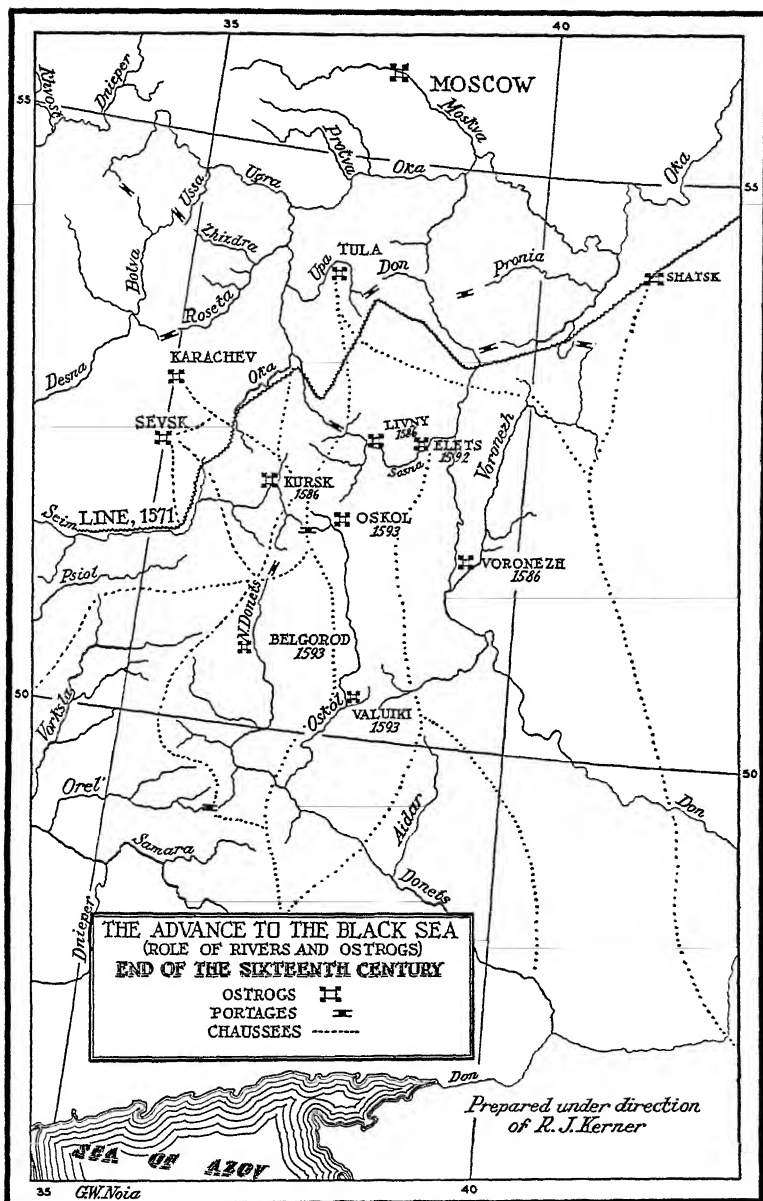 35
40
Khvost
Dnieper
MOSCOW
55
Moskva
Protva
Oka
Oka
Ugra
Ussa
55
Zhizdra
Bolva
TULA
Upa
Don
Pronia
SHATSK
Roseta
KARACHEV
Desna
Oka
SEVSK
LIVNY
1586
ELETS
1592
Sosna
Voronezh
KURSK
1586
Seim
LINE, 1571
OSKOL
1593
VORONEZH
1586
Psiol
N. Donets
BELGOROD
1593
Vorksla
50
Oskol
VALUIKI
1593
50
Orel'
Aidar
Don
Samara
Donets
Dnieper
THE ADVANCE TO THE BLACK SEA
(ROLE OF RIVERS AND OSTROGS)
END OF THE SIXTEENTH CENTURY
OSTROGS
PORTAGES
CHAUSSEES
Don
Prepared under direction
of R. J. Kerner
SEA OF AZOV
35
G.W. Noia
40